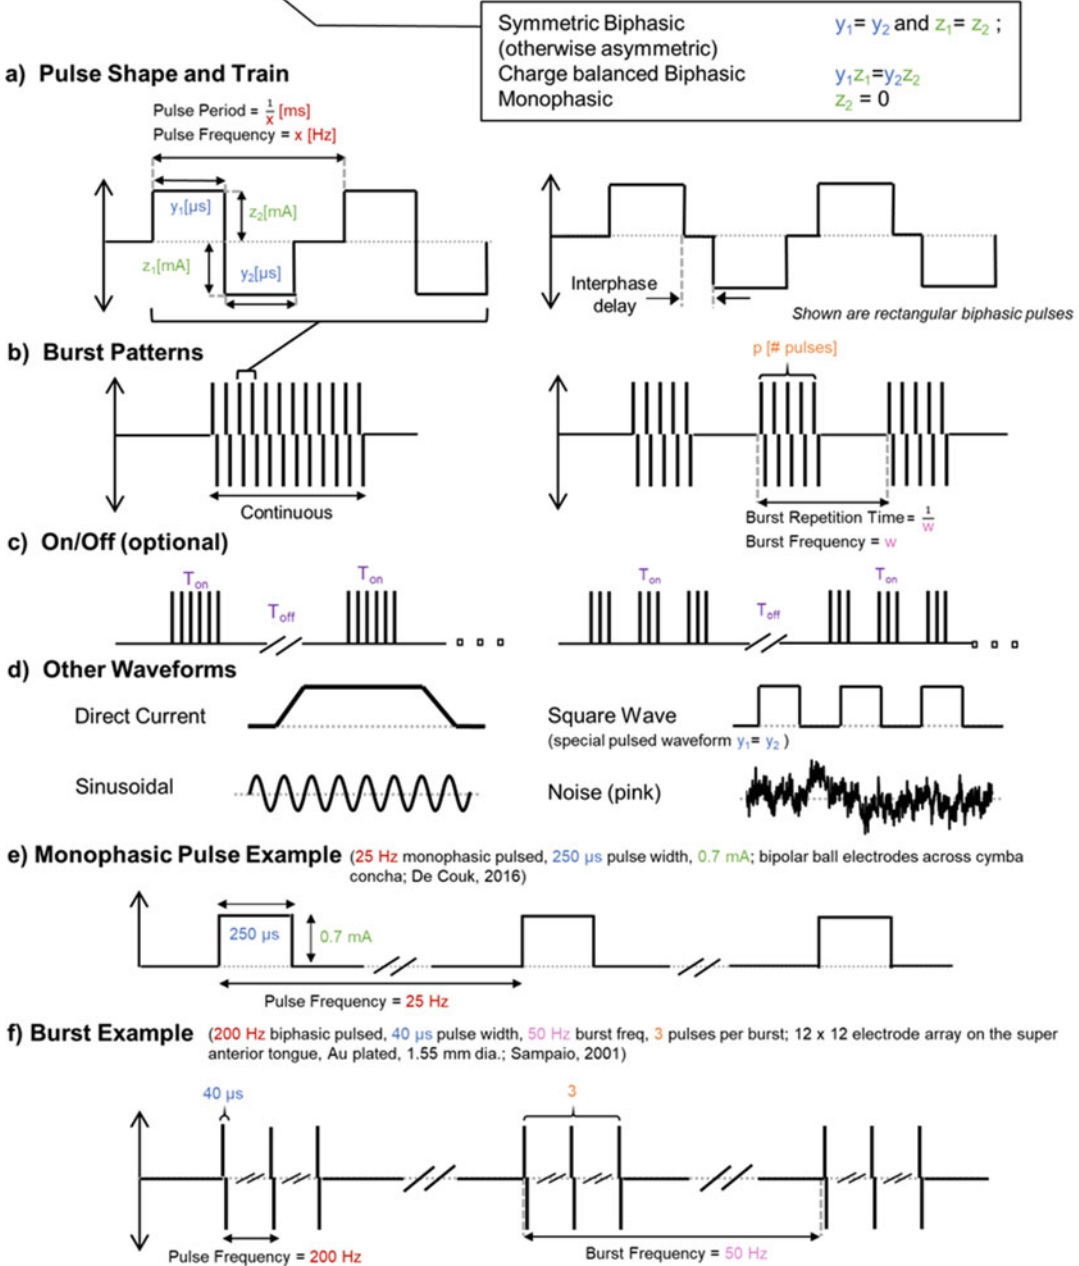 Symmetric Biphasic y₁= y₂ and z₁= z₂ ;
(otherwise asymmetric)
Charge balanced Biphasic y₁z₁=y₂z₂
Monophasic z₂ = 0
a) Pulse Shape and Train
Pulse Period = 1/x [ms]
Pulse Frequency = x [Hz]
y₁[µs]
z₂[mA]
z₁[mA]
y₂[µs]
Interphase
delay
Shown are rectangular biphasic pulses
b) Burst Patterns
p [# pulses]
Continuous
Burst Repetition Time= 1/w
Burst Frequency = w
c) On/Off (optional)
Ton Ton Ton Ton
Toff Toff
d) Other Waveforms
Direct Current
Square Wave
(special pulsed waveform y₁= y₂ )
Sinusoidal
Noise (pink)
e) Monophasic Pulse Example (25 Hz monophasic pulsed, 250 µs pulse width, 0.7 mA; bipolar ball electrodes across cymba
concha; De Couk, 2016)
250 µs
0.7 mA
Pulse Frequency = 25 Hz
f) Burst Example (200 Hz biphasic pulsed, 40 µs pulse width, 50 Hz burst freq, 3 pulses per burst; 12 x 12 electrode array on the super
anterior tongue, Au plated, 1.55 mm dia.; Sampaio, 2001)
40 µs
3
Pulse Frequency = 200 Hz
Burst Frequency = 50 Hz